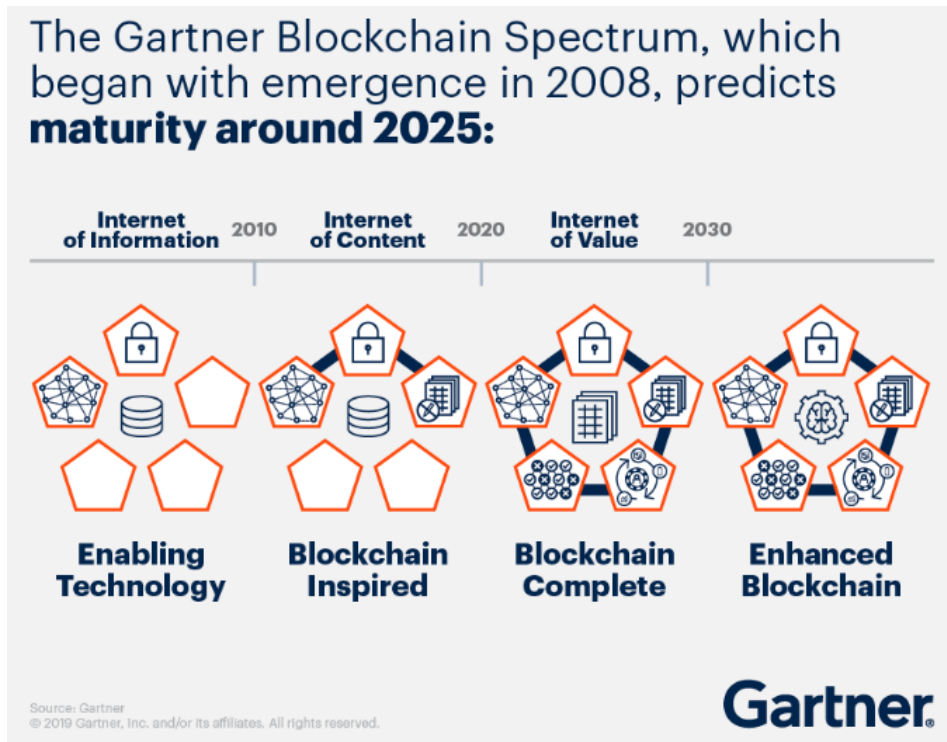 The Gartner Blockchain Spectrum, which
began with emergence in 2008, predicts
maturity around 2025:
Internet
of Information
2010
Internet
of Content
2020
Internet
of Value
2030
Enabling
Technology
Blockchain
Inspired
Blockchain
Complete
Enhanced
Blockchain
Source: Gartner
© 2019 Gartner, Inc. and/or its affiliates. All rights reserved.
Gartner®